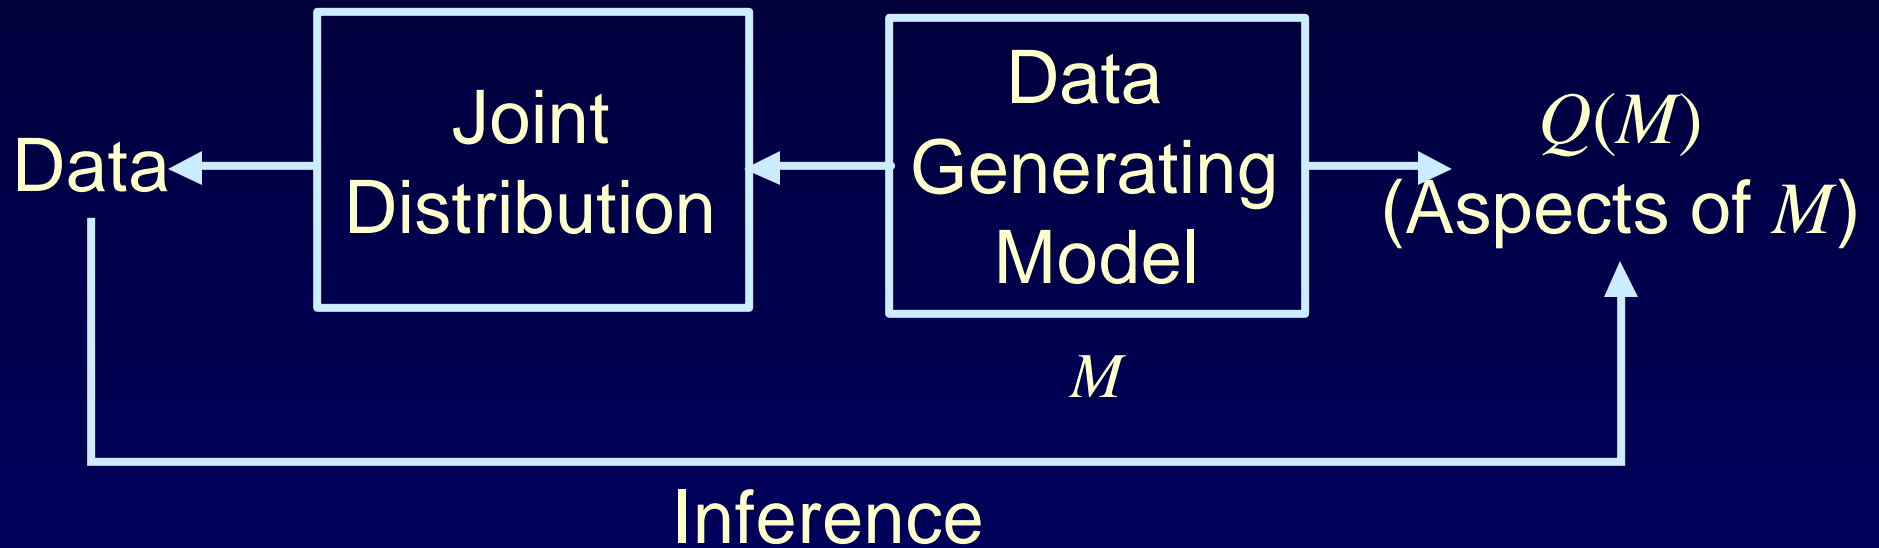 Data
Joint
Distribution
Data
Generating
Model
Q(M)
(Aspects of M)
M
Inference